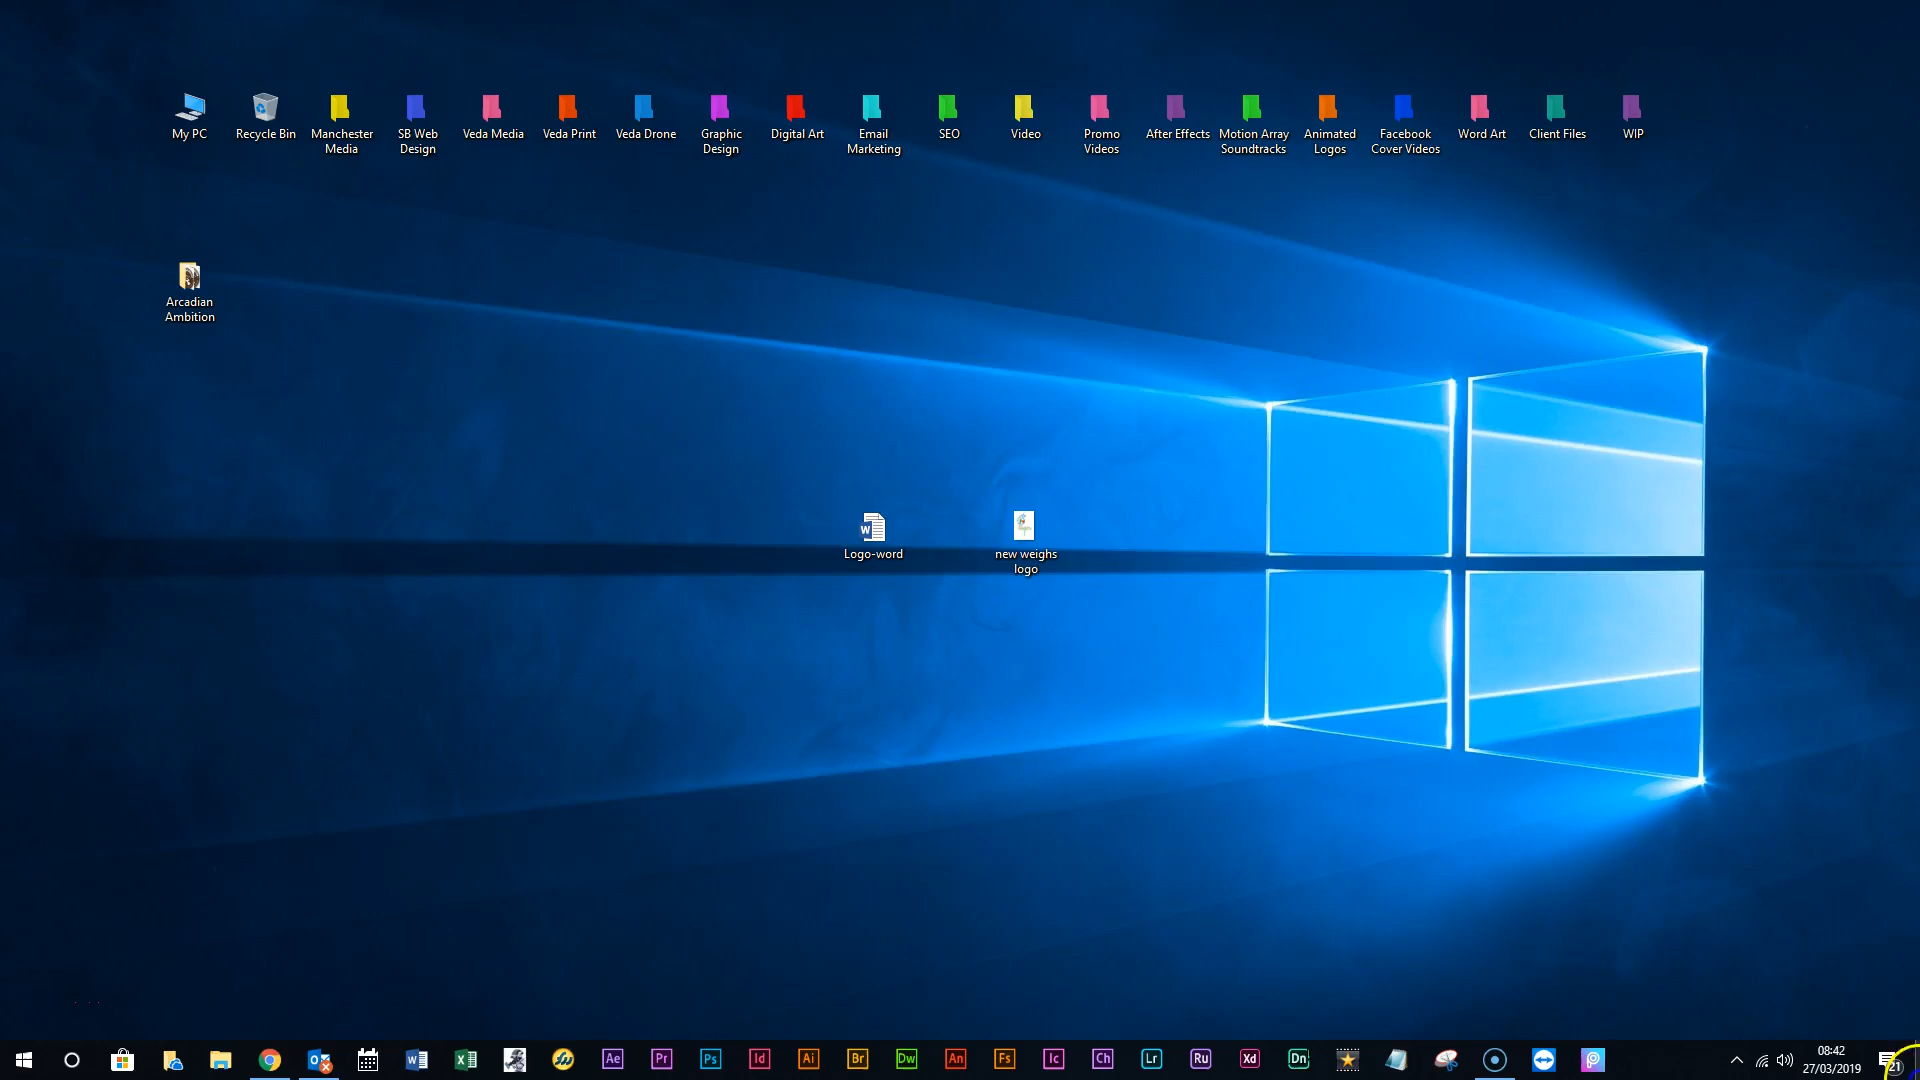 My PC
Recycle Bin
Manchester
Media
SB Web
Design
Veda Media
Veda Print
Veda Drone
Graphic
Design
Digital Art
Email
Marketing
SEO
Video
Promo
Videos
After Effects
Motion Array
Soundtracks
Animated
Logos
Facebook
Cover Videos
Word Art
Client Files
WIP
Arcadian
Ambition
W
Logo-word
new weighs
logo
O
W
X
Ae
Pr
Ps
Id
Ai
Br
Dw
An
Fs
Ic
Ch
Lr
Ru
Xd
Dn
08:42
27/03/2019
21